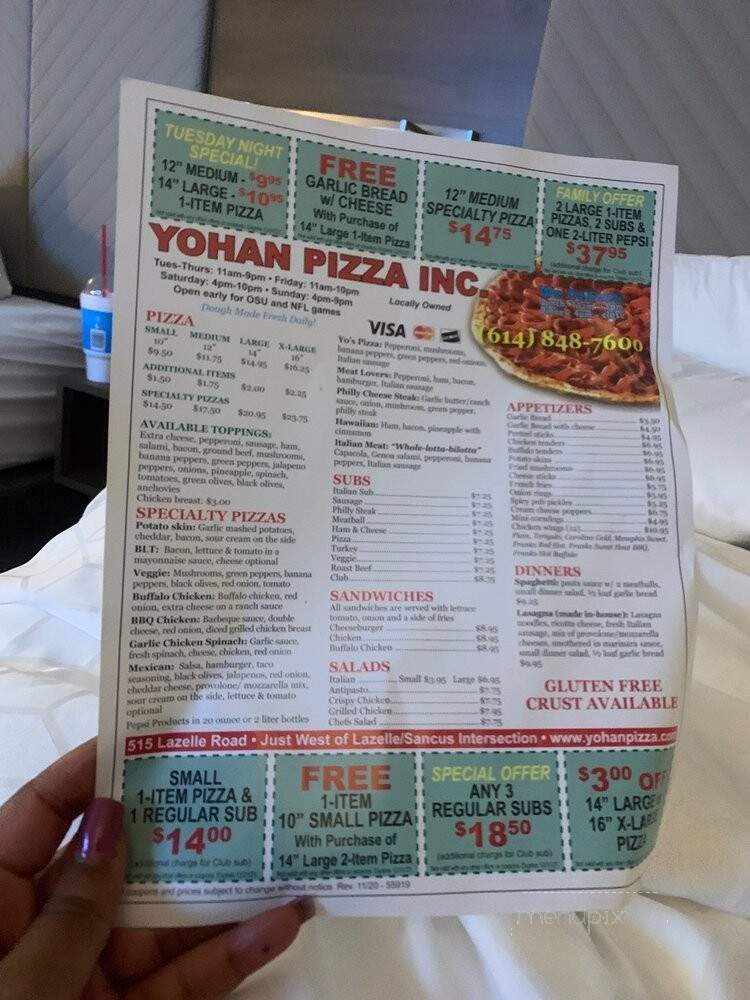 TUESDAY NIGHT
SPECIAL!
12" MEDIUM - $9⁹⁵
14" LARGE - $10⁹⁵
1-ITEM PIZZA
FREE
GARLIC BREAD
w/ CHEESE
With Purchase of
14" Large 1-Item Pizza
12" MEDIUM
SPECIALTY PIZZA
$14⁷⁵
FAMILY OFFER
2 LARGE 1-ITEM
PIZZAS, 2 SUBS &
ONE 2-LITER PEPSI
$37⁹⁵
(additional charge for Club sub)
YOHAN PIZZA INC.
Tues-Thurs: 11am-9pm • Friday: 11am-10pm
Saturday: 4pm-10pm • Sunday: 4pm-9pm
Open early for OSU and NFL games
Locally Owned
Dough Made Fresh Daily!
VISA
(614) 848-7600
PIZZA
SMALL MEDIUM LARGE X-LARGE
10" 12" 14" 16"
$9.50 $11.75 $14.95 $16.25
ADDITIONAL ITEMS
$1.50 $1.75 $2.00 $2.25
SPECIALTY PIZZAS
$14.50 $17.50 $20.95 $23.75
AVAILABLE TOPPINGS:
Extra cheese, pepperoni, sausage, ham,
salami, bacon, ground beef, mushrooms,
banana peppers, green peppers, jalapeno
peppers, onions, pineapple, spinach,
tomatoes, green olives, black olives,
anchovies
Chicken breast: $3.00
SPECIALTY PIZZAS
Potato skin: Garlic mashed potatoes,
cheddar, bacon, sour cream on the side
BLT: Bacon, lettuce & tomato in a
mayonnaise sauce, cheese optional
Veggie: Mushrooms, green peppers, banana
peppers, black olives, red onion, tomato
Buffalo Chicken: Buffalo chicken, red
onion, extra cheese on a ranch sauce
BBQ Chicken: Barbeque sauce, double
cheese, red onion, diced grilled chicken breast
Garlic Chicken Spinach: Garlic sauce,
fresh spinach, cheese, chicken, red onion
Mexican: Salsa, hamburger, taco
seasoning, black olives, jalapenos, red onion,
cheddar cheese, provolone/ mozzarella mix,
sour cream on the side, lettuce & tomato
optional
Pepsi Products in 20 ounce or 2 liter bottles
Yo's Pizza: Pepperoni, mushrooms,
banana peppers, green peppers, red onions,
Italian sausage
Meat Lovers: Pepperoni, ham, bacon,
hamburger, Italian sausage
Philly Cheese Steak: Garlic butter/ranch
sauce, onion, mushroom, green pepper,
philly steak
Hawaiian: Ham, bacon, pineapple with
cinnamon
Italian Meat: "Whole-lotta-bilotta"
Capacola, Genoa salami, pepperoni, banana
peppers, Italian sausage
SUBS
Italian Sub $7.25
Sausage $7.25
Philly Steak $7.25
Meatball $7.25
Ham & Cheese $7.25
Pizza $7.25
Turkey $7.25
Veggie $7.25
Roast Beef $7.25
Club $8.75
SANDWICHES
All sandwiches are served with lettuce
tomato, onion and a side of fries
Cheeseburger $8.95
Chicken $8.95
Buffalo Chicken $8.95
SALADS
Italian Small $3.95 Large $6.95
Antipasto $7.75
Crispy Chicken $7.75
Grilled Chicken $7.95
Chefs Salad $7.75
APPETIZERS
Garlic Bread $3.50
Garlic Bread with cheese $4.50
Pretzel sticks $4.95
Chicken tenders $6.95
Buffalo tenders $6.95
Potato skins $6.95
Fried mushrooms $6.95
Cheese sticks $6.95
French fries $5.75
Onion rings $5.95
Spicy pub pickles $5.25
Cream cheese poppers $6.75
Mini corndogs $4.95
Chicken wings $10.95
Plain, Teriyaki, Carolina Gold, Memphis Sweet,
Franks Red Hot, Franks Sweet Heat BBQ,
Franks Hot Buffalo
DINNERS
Spaghetti: pasta sauce w/ 2 meatballs,
small dinner salad, ½ loaf garlic bread
$9.25
Lasagna (made in-house): Lasagna
noodles, ricotta cheese, fresh Italian
sausage, mix of provolone/mozzarella
cheeses, smothered in marinara sauce,
small dinner salad, ½ loaf garlic bread
$9.95
GLUTEN FREE
CRUST AVAILABLE
515 Lazelle Road • Just West of Lazelle/Sancus Intersection • www.yohanpizza.com
SMALL
1-ITEM PIZZA &
1 REGULAR SUB
$14⁰⁰
(additional charge for Club sub)
FREE
1-ITEM
10" SMALL PIZZA
With Purchase of
14" Large 2-Item Pizza
SPECIAL OFFER
ANY 3
REGULAR SUBS
$18⁵⁰
(additional charge for Club sub)
$3⁰⁰ OFF
14" LARGE
16" X-LARGE
PIZZA
Coupons and prices subject to change without notice. Rev. 11/20 - 55919
menupix